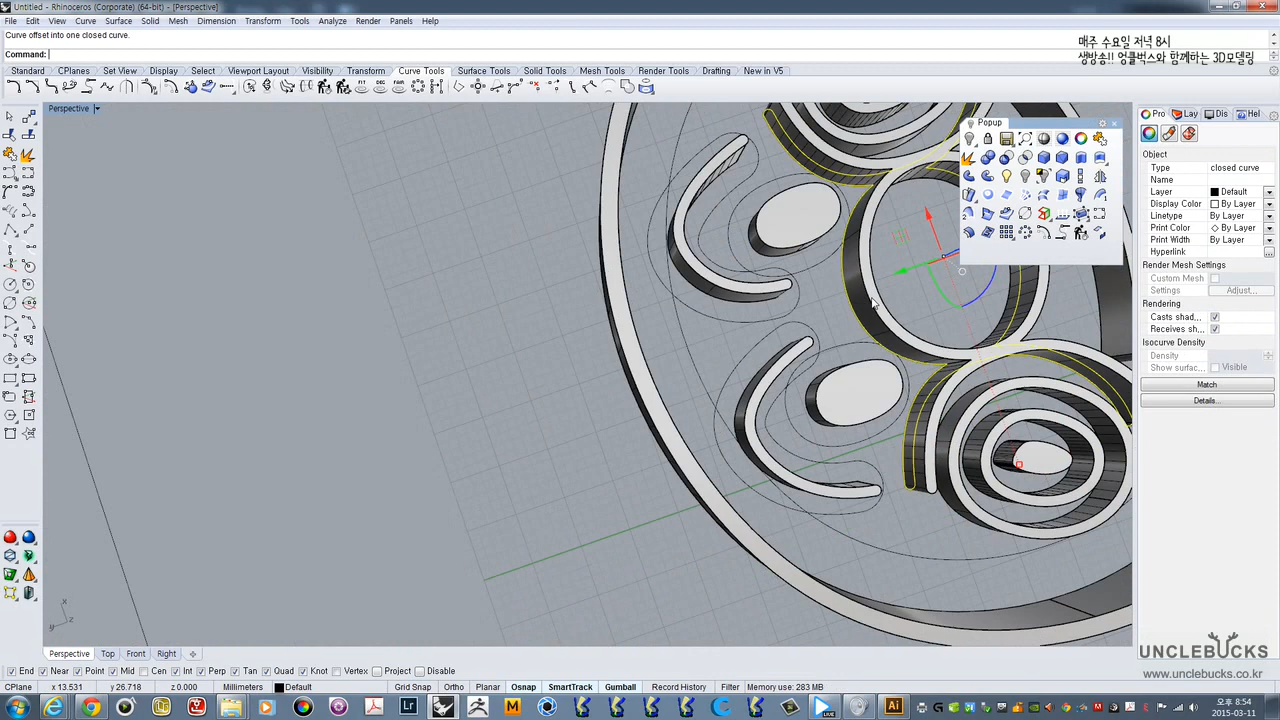 Untitled - Rhinoceros (Corporate) (64-bit) - [Perspective]
File Edit View Curve Surface Solid Mesh Dimension Transform Tools Analyze Render Panels Help
Curve offset into one closed curve.
매주 수요일 저녁 8시
Command:
생방송!! 엉클벅스와 함께하는 3D모델링
Standard CPlanes Set View Display Select Viewport Layout Visibility Transform Curve Tools Surface Tools Solid Tools Mesh Tools Render Tools Drafting New in V5
Perspective
Popup
Pro Lay Dis Hel
Object
Type closed curve
Name
Layer Default
Display Color By Layer
Linetype By Layer
Print Color By Layer
Print Width By Layer
Hyperlink
Render Mesh Settings
Custom Mesh
Settings Adjust...
Rendering
Casts shad...
Receives sh...
Isocurve Density
Density
Show surfac... Visible
Match
Details...
x
y z
Perspective Top Front Right
UNCLEBUCKS
www.unclebucks.co.kr
End Near Point Mid Cen Int Perp Tan Quad Knot Vertex Project Disable
CPlane x 13.531 y 26.718 z 0.000 Millimeters Default Grid Snap Ortho Planar Osnap SmartTrack Gumball Record History Filter Memory use: 283 MB
Lr M C LIVE Ai
오후 8:54
2015-03-11